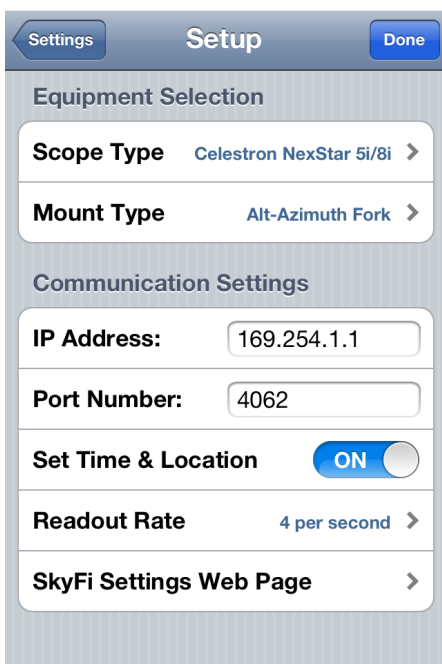 Settings Setup Done
Equipment Selection
Scope Type Celestron NexStar 5i/8i
Mount Type Alt-Azimuth Fork
Communication Settings
IP Address: 169.254.1.1
Port Number: 4062
Set Time & Location ON
Readout Rate 4 per second
SkyFi Settings Web Page